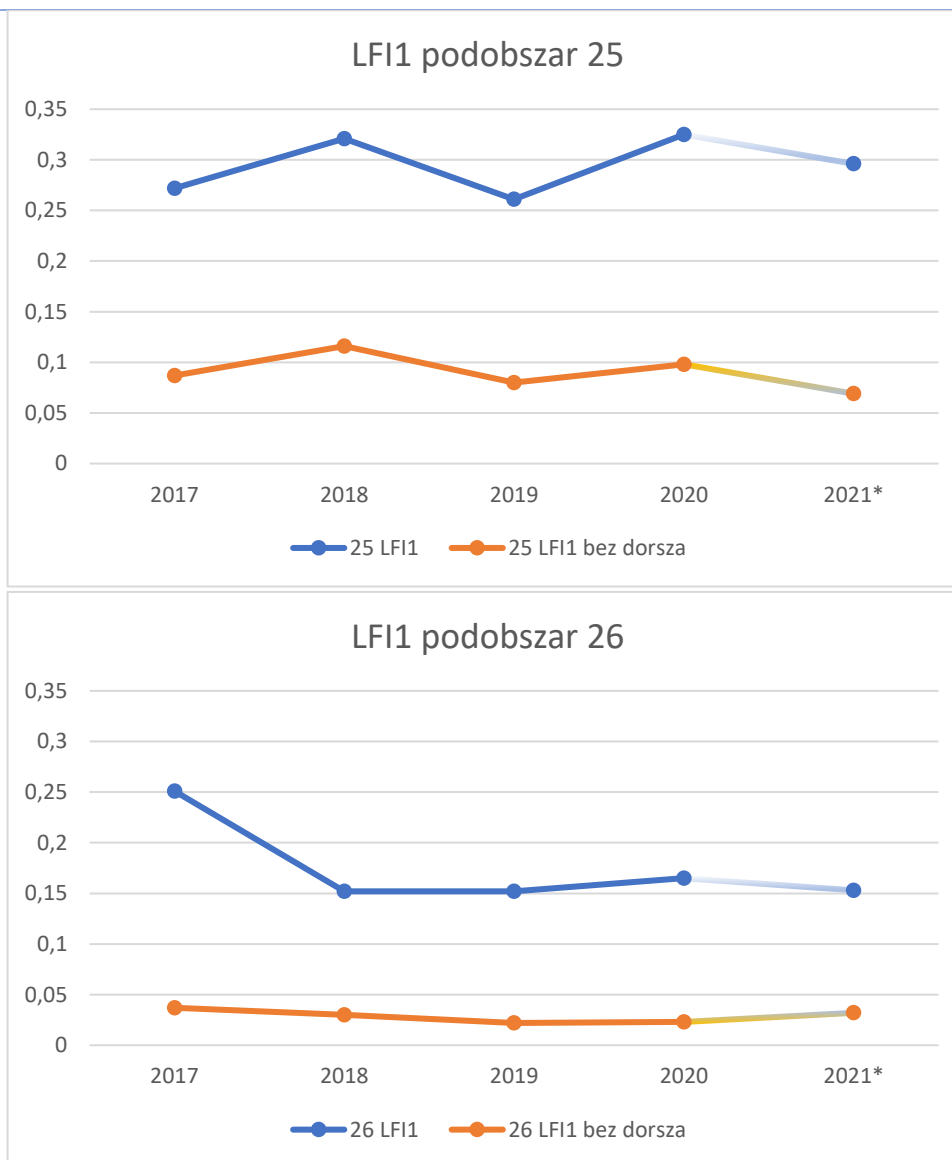 LFI1 podobszar 25
0,35
0,3
0,25
0,2
0,15
0,1
0,05
0
2017 2018 2019 2020 2021*
25 LFI1 25 LFI1 bez dorsza
LFI1 podobszar 26
0,35
0,3
0,25
0,2
0,15
0,1
0,05
0
2017 2018 2019 2020 2021*
26 LFI1 26 LFI1 bez dorsza